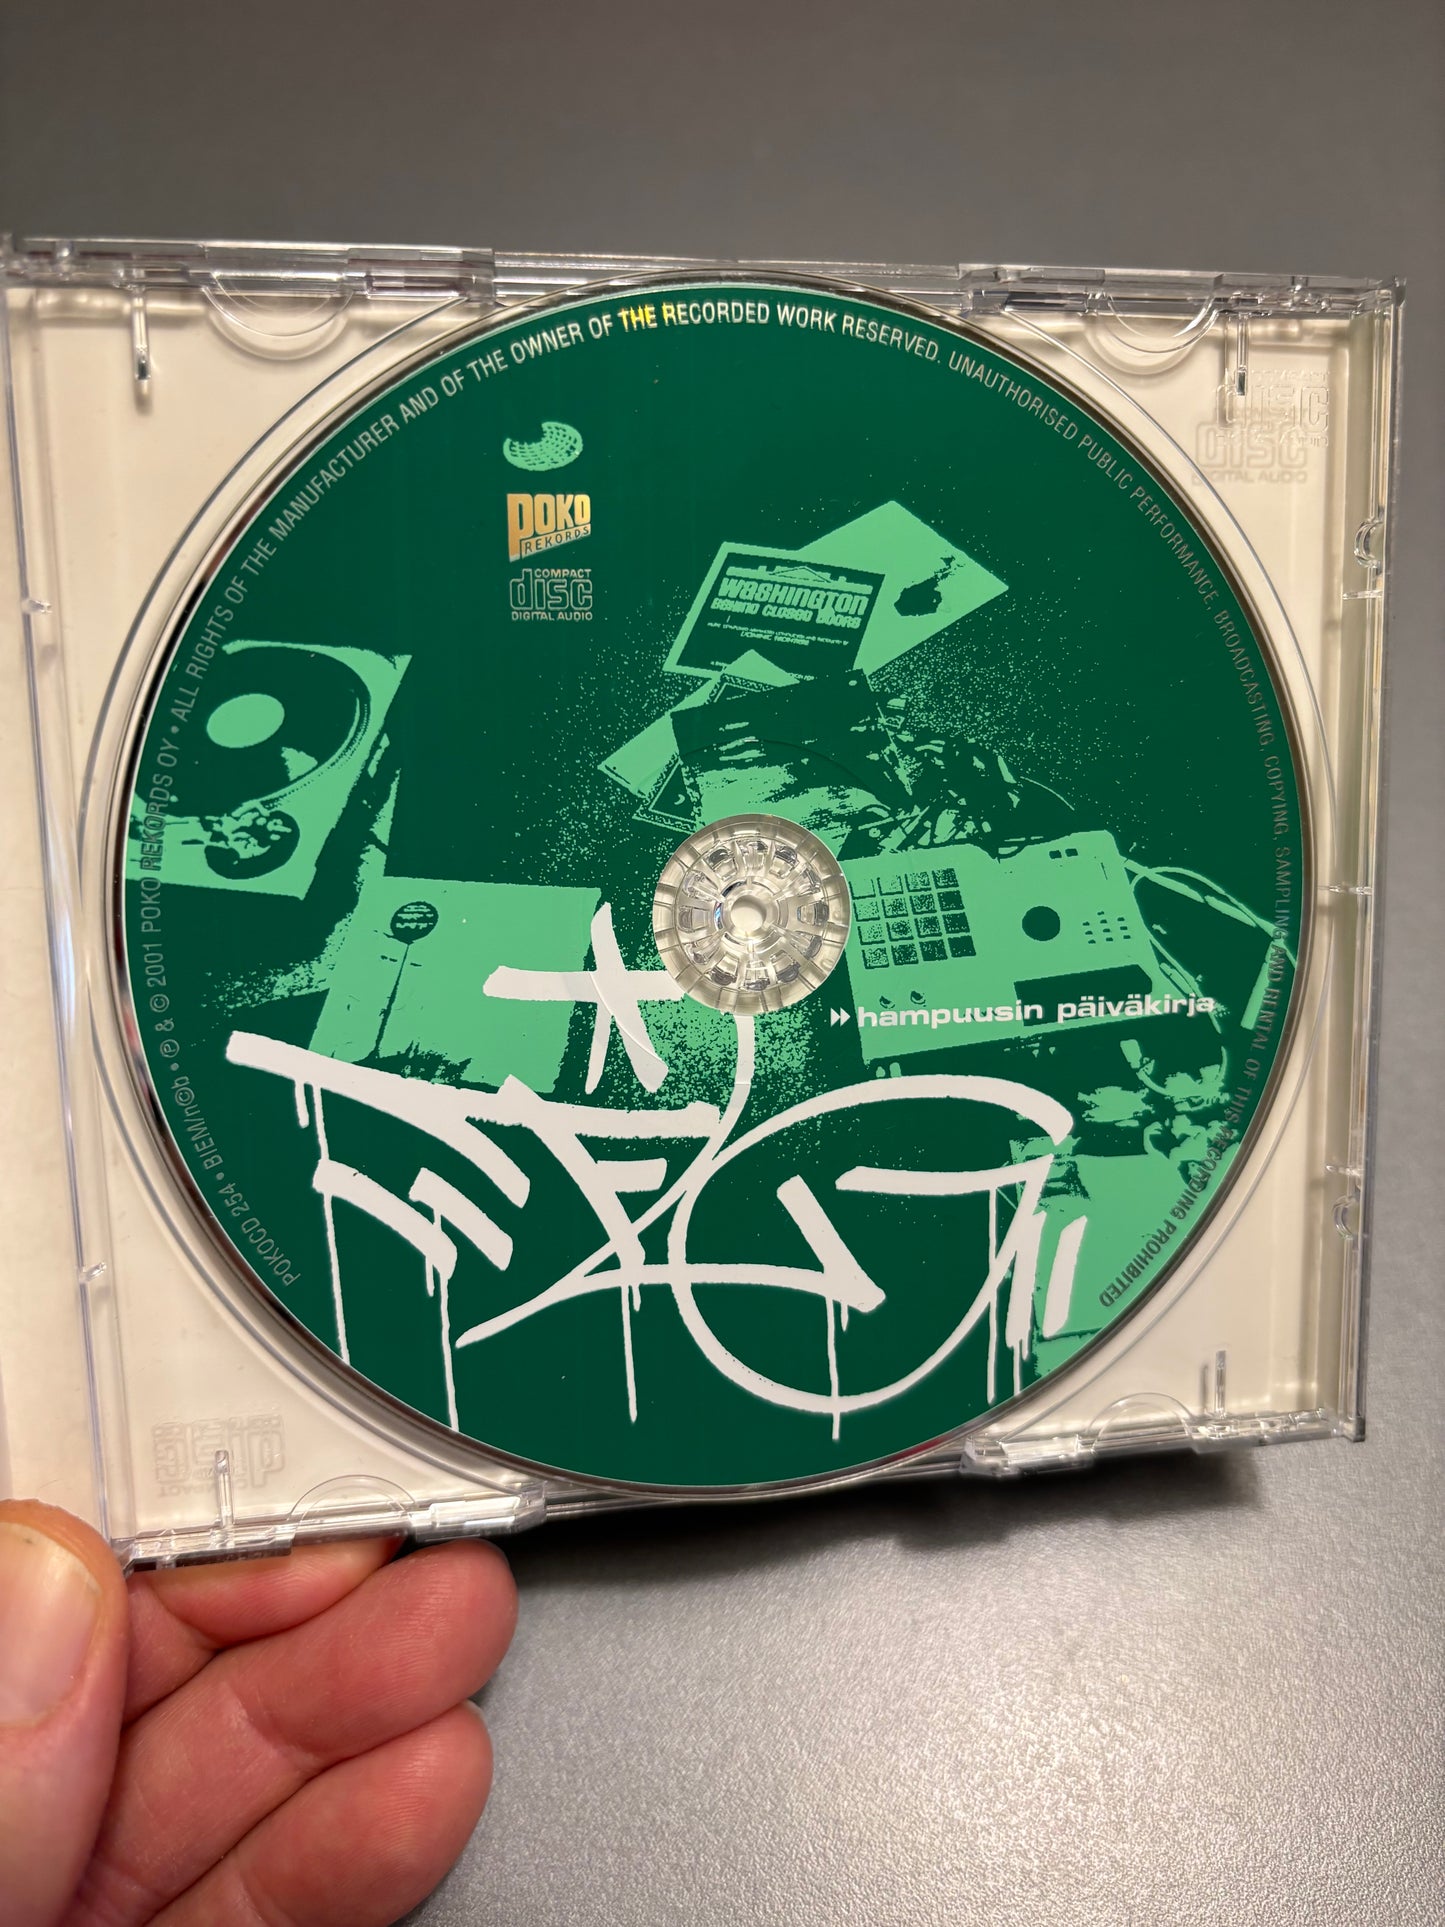 POKOCD 254 • BIEM/n©b • ℗ & © 2001 POKO REKORDS OY • ALL RIGHTS OF THE MANUFACTURER AND OF THE OWNER OF THE RECORDED WORK RESERVED. UNAUTHORISED PUBLIC PERFORMANCE, BROADCASTING, COPYING, SAMPLING AND RENTAL OF THIS RECORDING PROHIBITED
POKO
REKORDS
COMPACT
disc
DIGITAL AUDIO
WASHINGTON
BEHIND CLOSED DOORS
hampuusin päiväkirja
COMPACT
disc
DIGITAL AUDIO